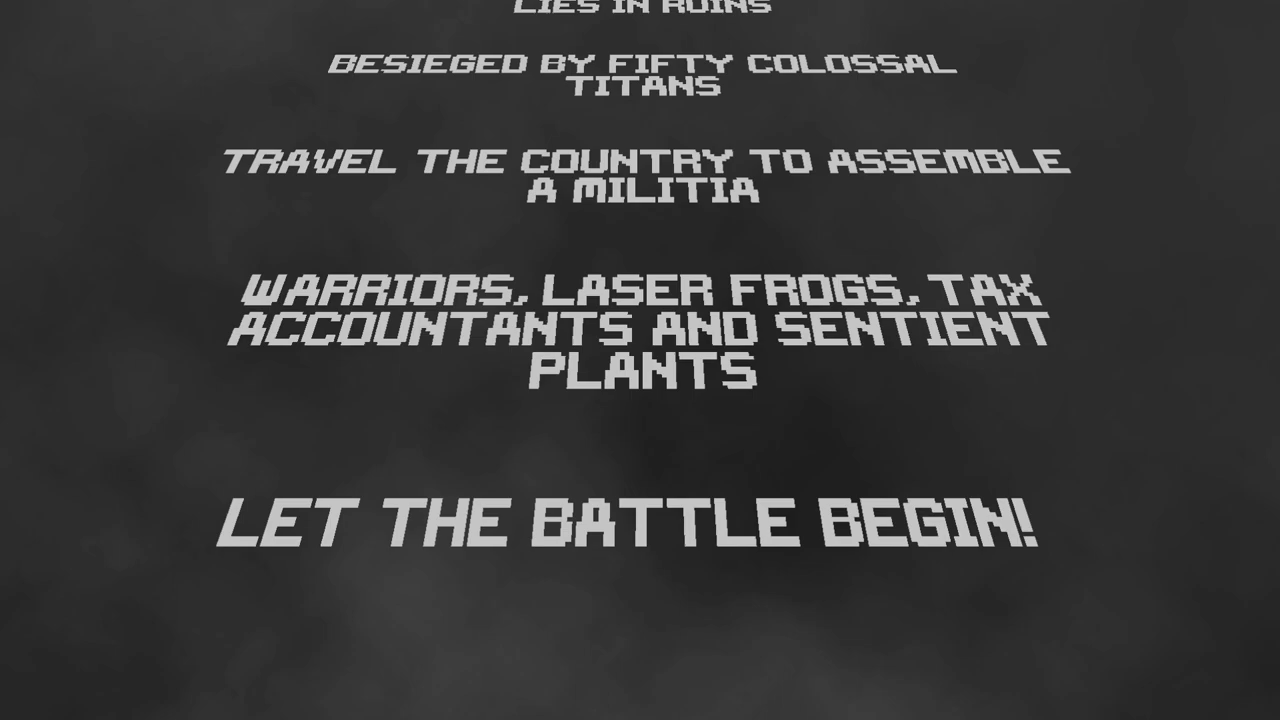 LIES IN RUINS
BESIEGED BY FIFTY COLOSSAL
TITANS
TRAVEL THE COUNTRY TO ASSEMBLE
A MILITIA
WARRIORS, LASER FROGS, TAX
ACCOUNTANTS AND SENTIENT
PLANTS
LET THE BATTLE BEGIN!